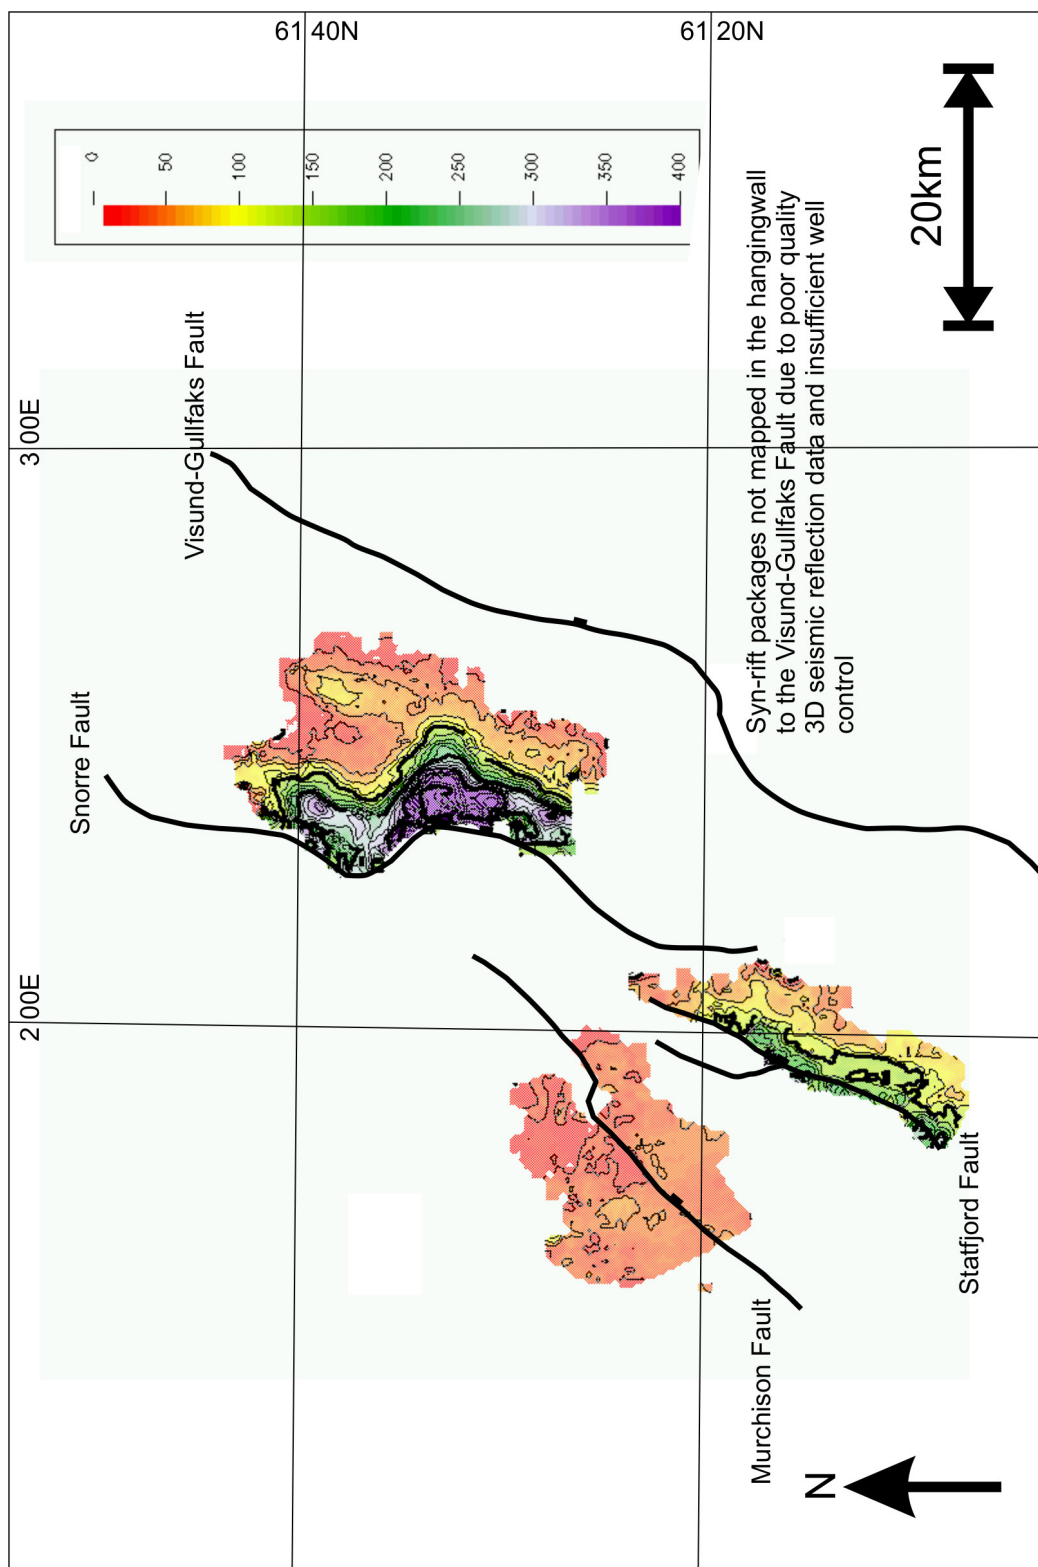 61 40N
61 20N
0
50
100
150
200
250
300
350
400
20km
3 00E
Visund-Gullfaks Fault
Syn-rift packages not mapped in the hangingwall
to the Visund-Gullfaks Fault due to poor quality
3D seismic reflection data and insufficient well
control
Snorre Fault
2 00E
Statfjord Fault
Murchison Fault
N